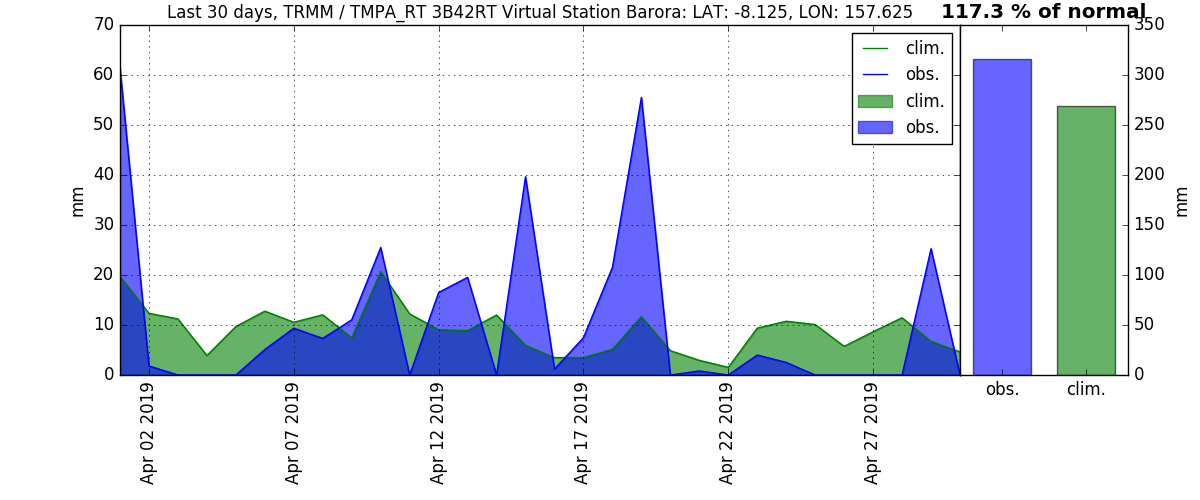 Last 30 days, TRMM / TMPA_RT 3B42RT Virtual Station Barora: LAT: -8.125, LON: 157.625
117.3 % of normal
70
60
50
40
30
20
10
0
mm
Apr 02 2019
Apr 07 2019
Apr 12 2019
Apr 17 2019
Apr 22 2019
Apr 27 2019
clim.
obs.
clim.
obs.
350
300
250
200
150
100
50
0
mm
obs.
clim.